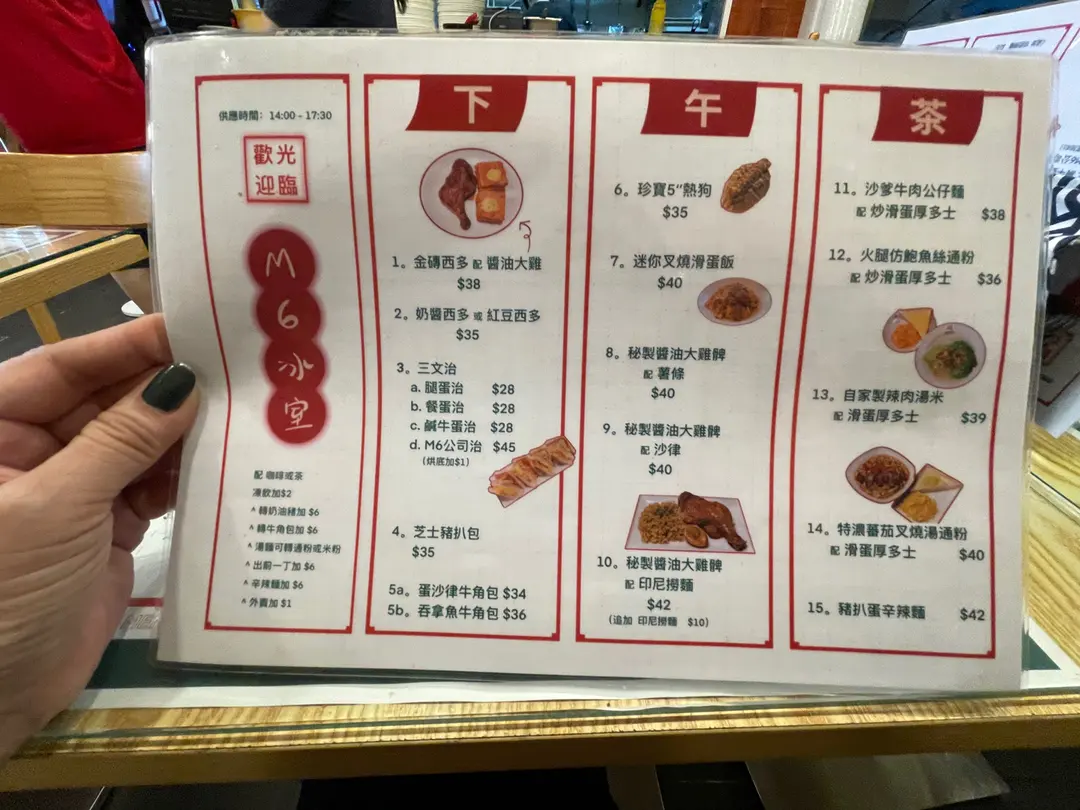 供應時間：14:00 - 17:30
歡光
迎臨
M
6
冰
室
配 咖啡或茶
凍飲加$2
^ 轉奶油豬加 $6
^ 轉牛角包加 $6
^ 湯麵可轉通粉或米粉
^ 出前一丁加 $6
^ 辛辣麵加 $6
^ 外賣加 $1
下
1。金磚西多 配 醬油大雞
$38
2。奶醬西多 或 紅豆西多
$35
3。三文治
a. 腿蛋治 $28
b. 餐蛋治 $28
c. 鹹牛蛋治 $28
d. M6公司治 $45
(烘底加$1)
4。芝士豬扒包
$35
5a。蛋沙律牛角包 $34
5b。吞拿魚牛角包 $36
午
6。珍寶5"熱狗
$35
7。迷你叉燒滑蛋飯
$40
8。秘製醬油大雞髀
配 薯條
$40
9。秘製醬油大雞髀
配 沙律
$40
10。秘製醬油大雞髀
配 印尼撈麵
$42
(追加 印尼撈麵 $10)
茶
11。沙爹牛肉公仔麵
配 炒滑蛋厚多士 $38
12。火腿仿鮑魚絲通粉
配 炒滑蛋厚多士 $36
13。自家製辣肉湯米
配 滑蛋厚多士 $39
14。特濃蕃茄叉燒湯通粉
配 滑蛋厚多士 $40
15。豬扒蛋辛辣麵 $42